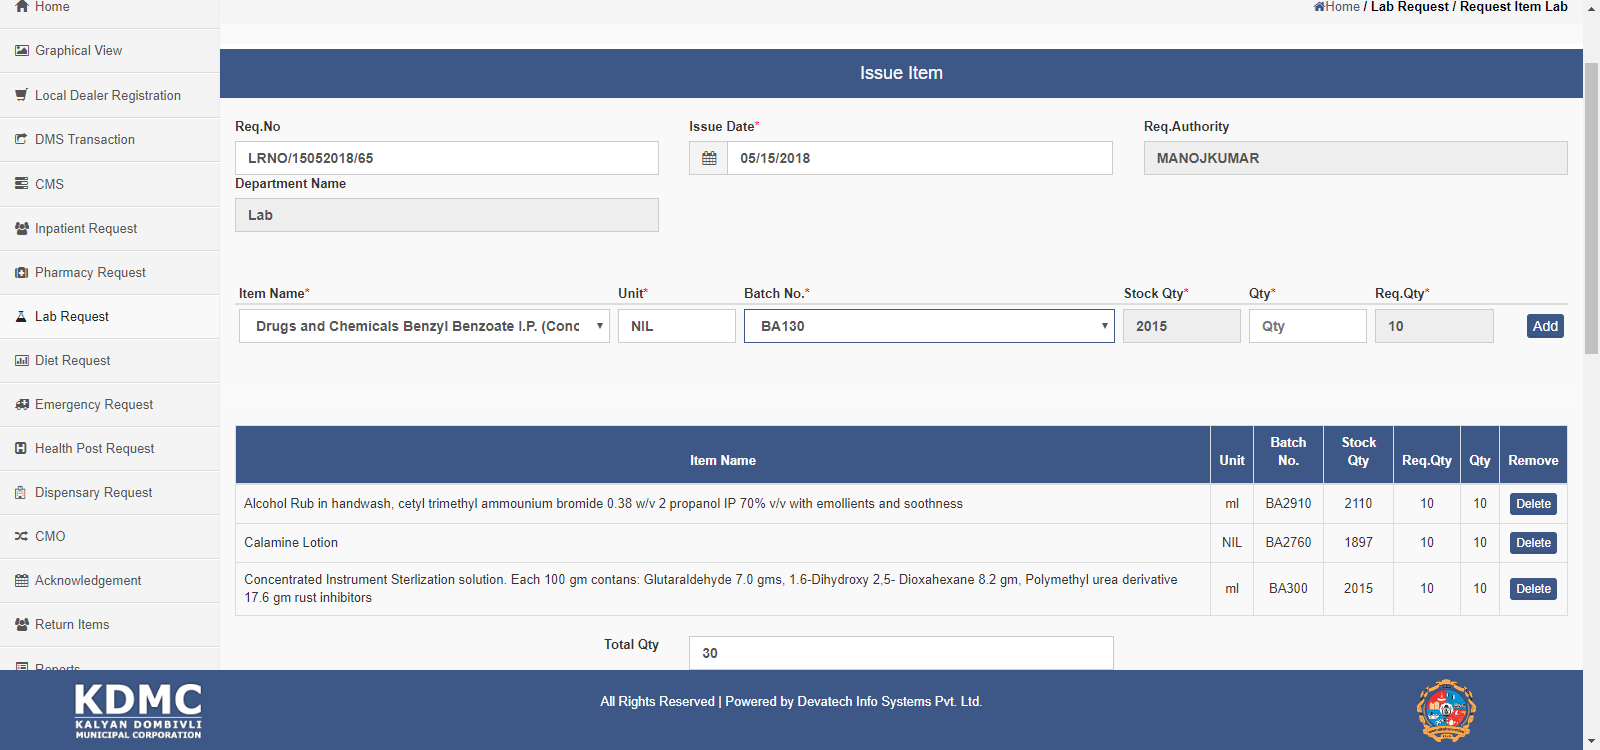 Home
Home / Lab Request / Request Item Lab
Graphical View
Local Dealer Registration
DMS Transaction
CMS
Inpatient Request
Pharmacy Request
Lab Request
Diet Request
Emergency Request
Health Post Request
Dispensary Request
CMO
Acknowledgement
Return Items
Reports
Issue Item
Req.No
Issue Date*
Req.Authority
LRNO/15052018/65
05/15/2018
MANOJKUMAR
Department Name
Lab
Item Name* Unit* Batch No.* Stock Qty* Qty* Req.Qty*
Drugs and Chemicals Benzyl Benzoate I.P. (Conc NIL BA130 2015 Qty 10 Add
Item Name Unit Batch No. Stock Qty Req.Qty Qty Remove
Alcohol Rub in handwash, cetyl trimethyl ammounium bromide 0.38 w/v 2 propanol IP 70% v/v with emollients and soothness ml BA2910 2110 10 10 Delete
Calamine Lotion NIL BA2760 1897 10 10 Delete
Concentrated Instrument Sterlization solution. Each 100 gm contans: Glutaraldehyde 7.0 gms, 1.6-Dihydroxy 2,5- Dioxahexane 8.2 gm, Polymethyl urea derivative
17.6 gm rust inhibitors ml BA300 2015 10 10 Delete
Total Qty 30
KDMC
KALYAN DOMBIVLI
MUNICIPAL CORPORATION
All Rights Reserved | Powered by Devatech Info Systems Pvt. Ltd.